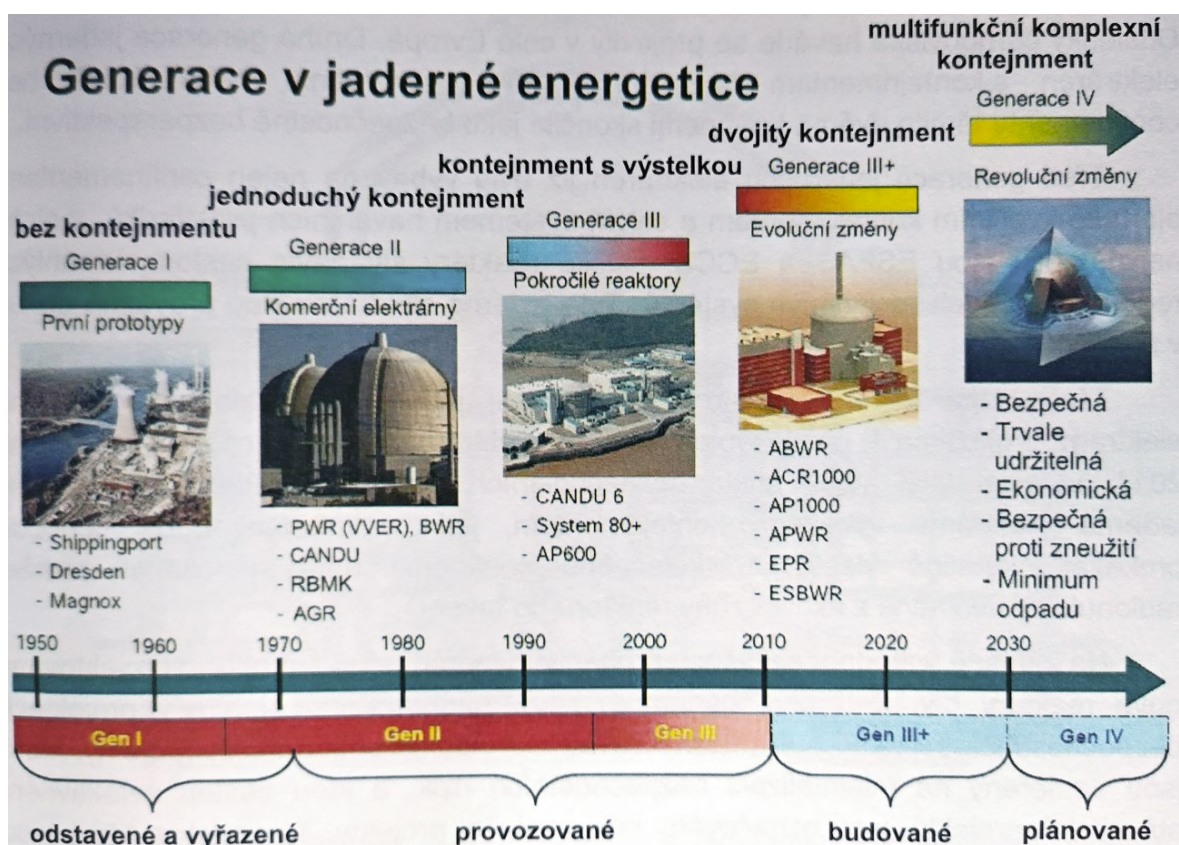 Generace v jaderné energetice
multifunkční komplexní
kontejnment
Generace IV
Revoluční změny
dvojitý kontejnment
Generace III+
Evoluční změny
kontejnment s výstelkou
Generace III
Pokročilé reaktory
jednoduchý kontejnment
Generace II
Komerční elektrárny
bez kontejnmentu
Generace I
První prototypy
- Shippingport
- Dresden
- Magnox
- PWR (VVER), BWR
- CANDU
- RBMK
- AGR
- CANDU 6
- System 80+
- AP600
- ABWR
- ACR1000
- AP1000
- APWR
- EPR
- ESBWR
- Bezpečná
- Trvale
udržitelná
- Ekonomická
- Bezpečná
proti zneužití
- Minimum
odpadu
1950 1960 1970 1980 1990 2000 2010 2020 2030
Gen I Gen II Gen III Gen III+ Gen IV
odstavené a vyřazené provozované budované plánované